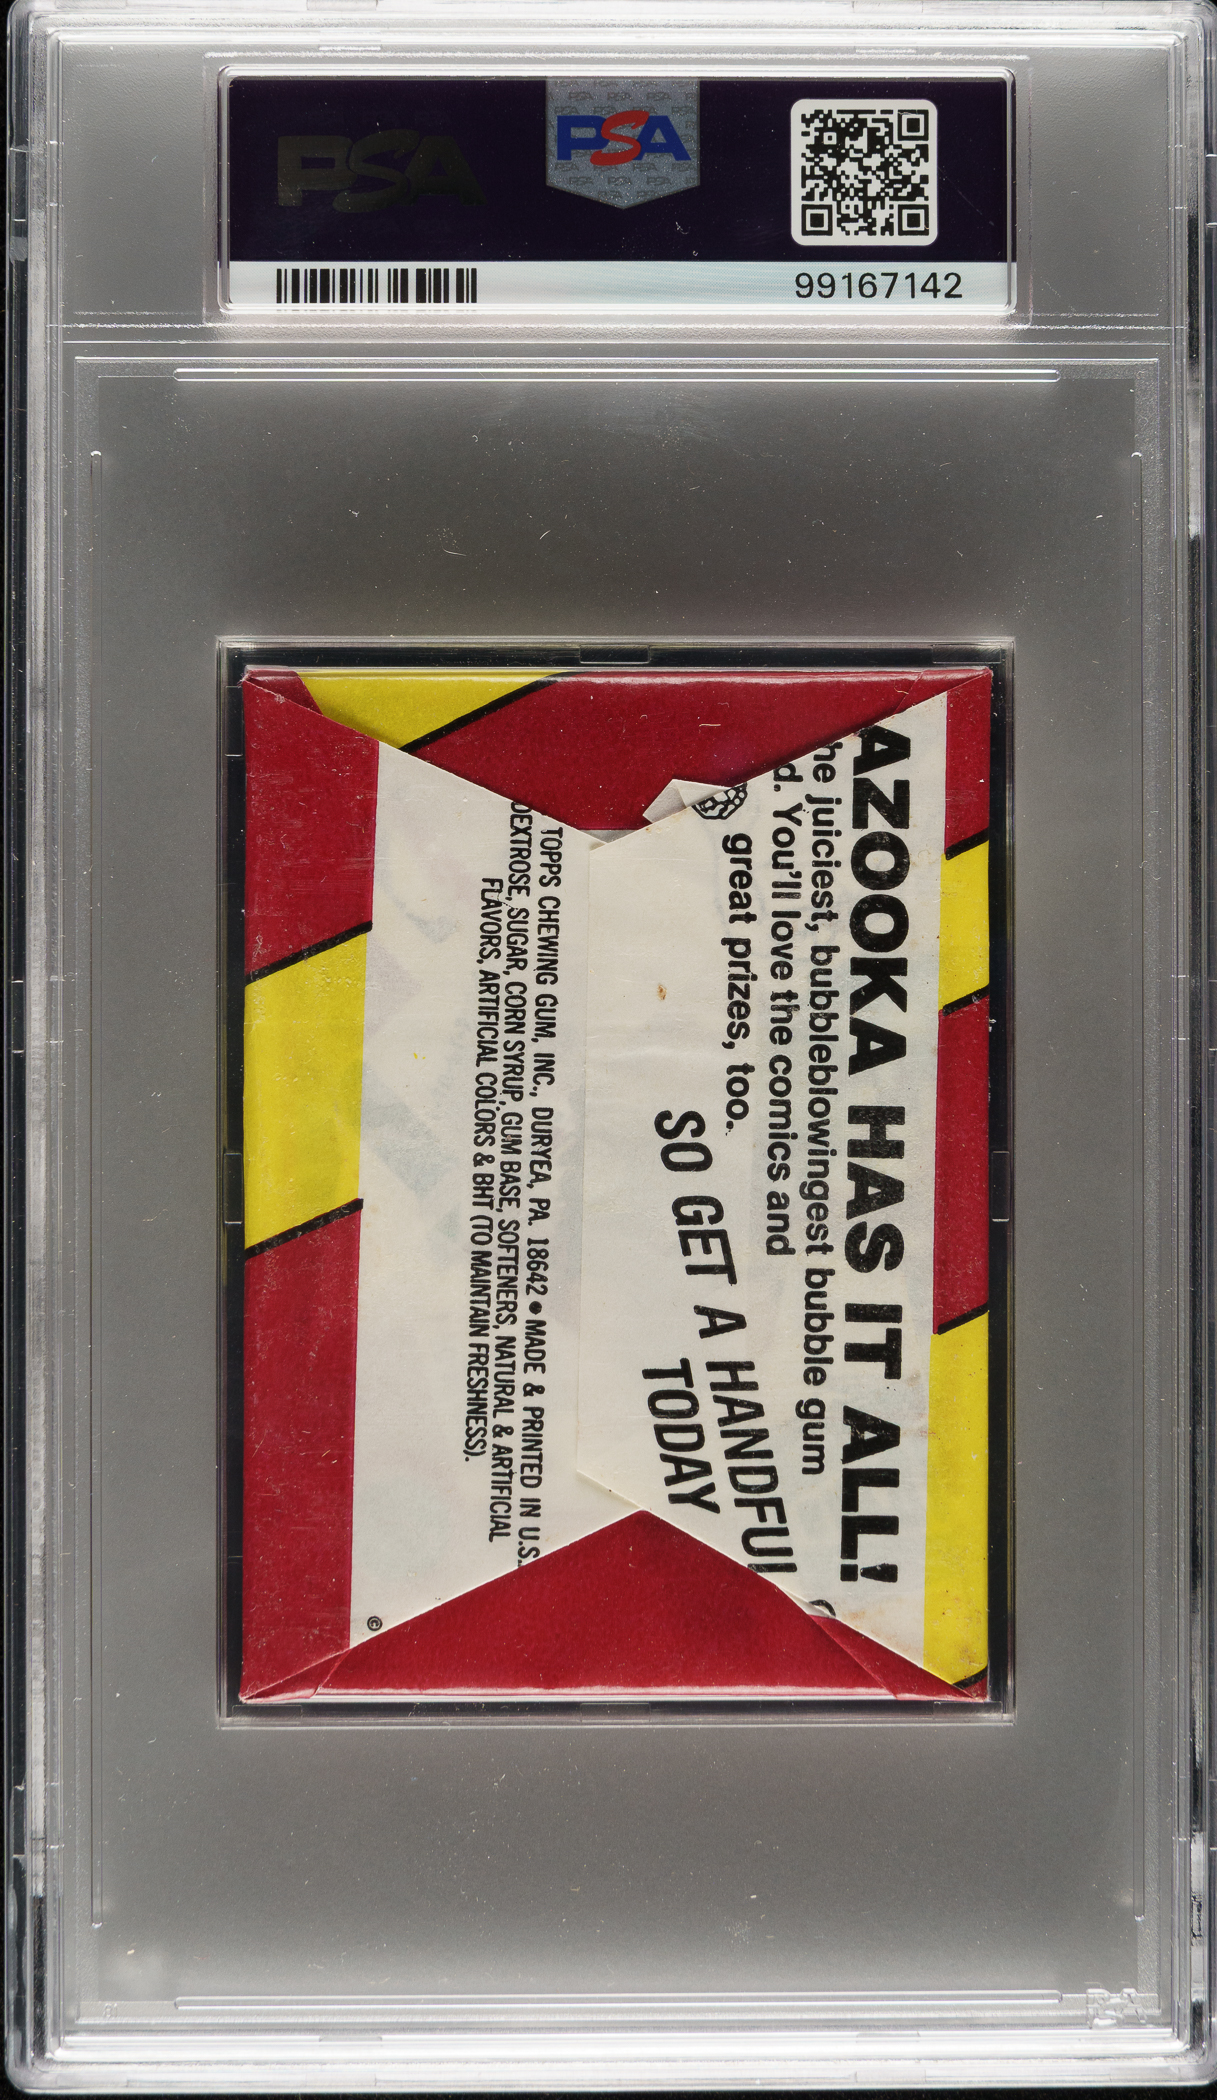 PSA
PSA
99167142
AZOOKA HAS IT ALL!
he juiciest, bubbleblowingest bubble gum
d. You'll love the comics and
great prizes, too.
SO GET A HANDFUL
TODAY
TOPPS CHEWING GUM, INC., DURYEA, PA. 18642 • MADE & PRINTED IN U.S.
DEXTROSE, SUGAR, CORN SYRUP, GUM BASE, SOFTENERS, NATURAL & ARTIFICIAL
FLAVORS, ARTIFICIAL COLORS & BHT (TO MAINTAIN FRESHNESS).
©
PSA